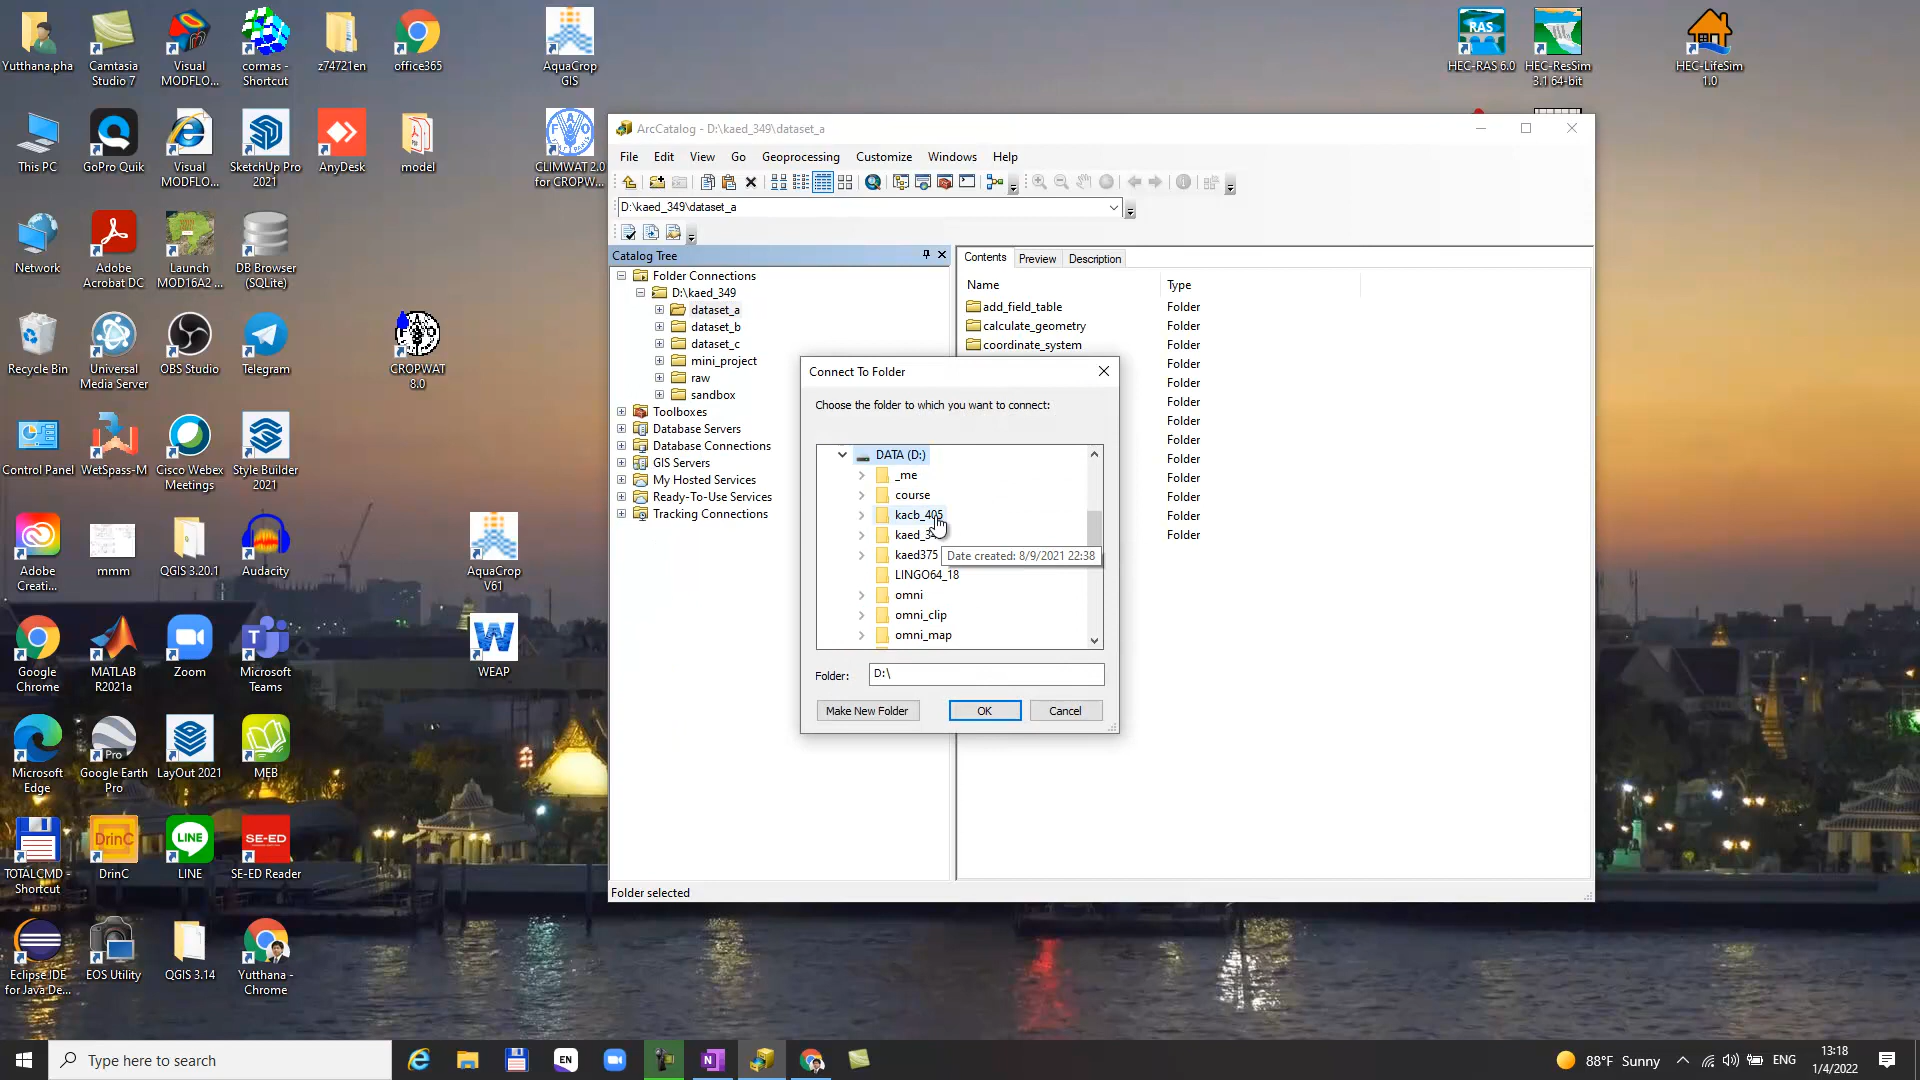 Yutthana.pha
Camtasia
Studio 7
Visual
MODFLO...
cormas -
Shortcut
z74721en
office365
AquaCrop
GIS
RAS
HEC-RAS 6.0
HEC-ResSim
3.1 64-bit
HEC-LifeSim
1.0
This PC
GoPro Quik
Visual
MODFLO...
SketchUp Pro
2021
AnyDesk
model
CLIMWAT 2.0
for CROPW...
Network
Adobe
Acrobat DC
Launch
MOD16A2 ...
DB Browser
(SQLite)
Recycle Bin
Universal
Media Server
OBS Studio
Telegram
CROPWAT
8.0
Control Panel
WetSpass-M
Cisco Webex
Meetings
Style Builder
2021
Adobe
Creati...
mmm
QGIS 3.20.1
Audacity
AquaCrop
V61
Google
Chrome
MATLAB
R2021a
Zoom
Microsoft
Teams
WEAP
Microsoft
Edge
Pro
Google Earth
Pro
LayOut 2021
MEB
TOTALCMD -
Shortcut
DrinC
DrinC
LINE
LINE
SE-ED
SE-ED Reader
Eclipse IDE
for Java De...
EOS Utility
QGIS 3.14
Yutthana -
Chrome
ArcCatalog - D:\kaed_349\dataset_a
File Edit View Go Geoprocessing Customize Windows Help
D:\kaed_349\dataset_a
Catalog Tree
Folder Connections
D:\kaed_349
dataset_a
dataset_b
dataset_c
mini_project
raw
sandbox
Toolboxes
Database Servers
Database Connections
GIS Servers
My Hosted Services
Ready-To-Use Services
Tracking Connections
Contents Preview Description
Name Type
add_field_table Folder
calculate_geometry Folder
coordinate_system Folder
Folder
Folder
Folder
Folder
Folder
Folder
Folder
Folder
Folder
Folder
Connect To Folder
Choose the folder to which you want to connect:
DATA (D:)
_me
course
kacb_405
kaed375
Date created: 8/9/2021 22:38
LINGO64_18
omni
omni_clip
omni_map
Folder: D:\
Make New Folder OK Cancel
Folder selected
Type here to search
EN
88°F Sunny
ENG
13:18
1/4/2022